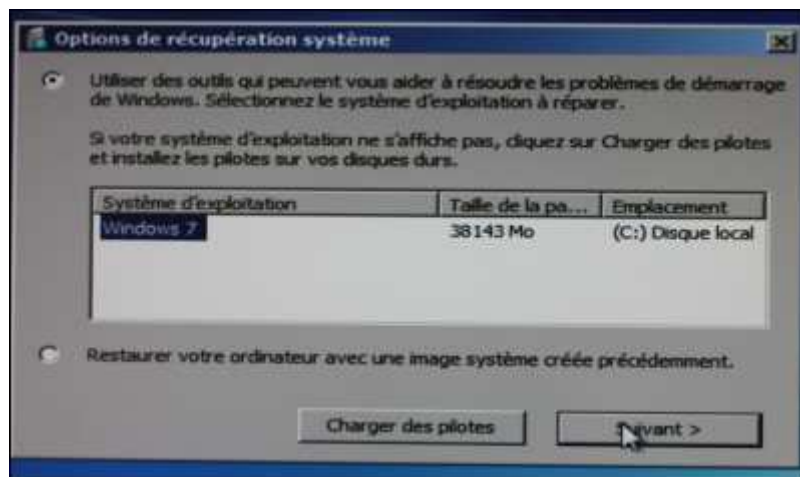 Options de récupération système
Utiliser des outils qui peuvent vous aider à résoudre les problèmes de démarrage
de Windows. Sélectionnez le système d'exploitation à réparer.
Si votre système d'exploitation ne s'affiche pas, cliquez sur Charger des pilotes
et installez les pilotes sur vos disques durs.
Système d'exploitation Taille de la pa... Emplacement
Windows 7 38143 Mo (C:) Disque local
Restaurer votre ordinateur avec une image système créée précédemment.
Charger des pilotes Suivant >